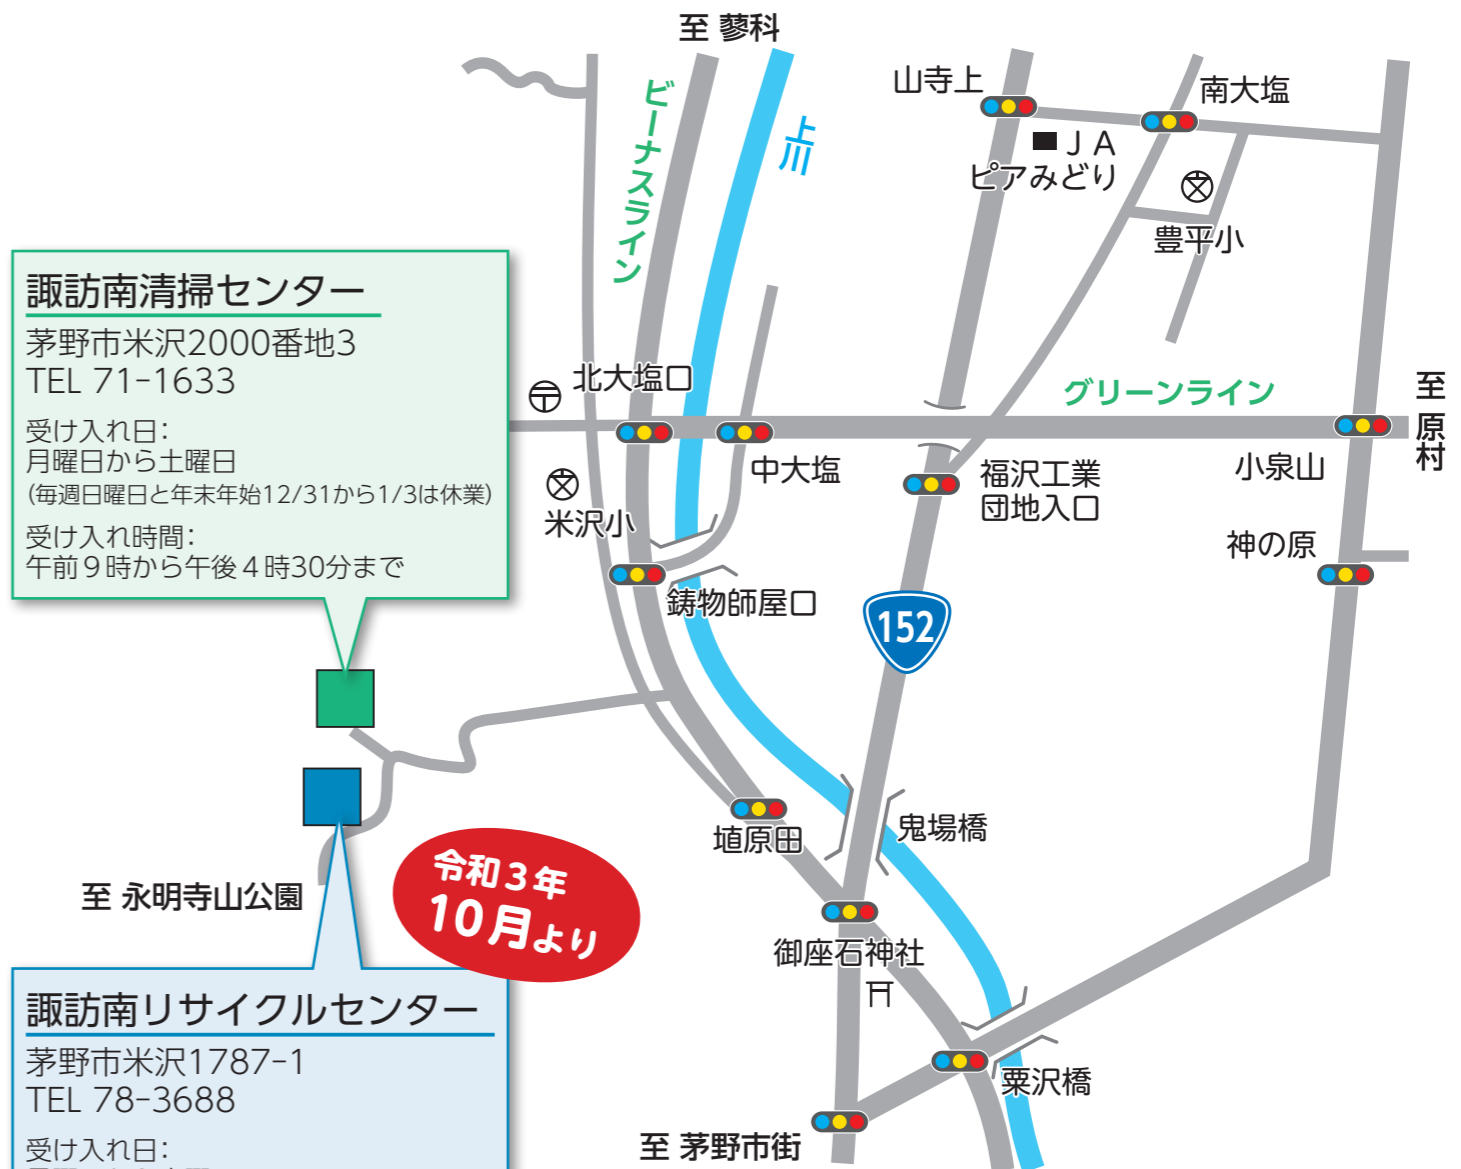 至 蓼科
ビーナスライン
上川
山寺上
南大塩
JA
ピアみどり
豊平小
諏訪南清掃センター
茅野市米沢2000番地3
TEL 71-1633
受け入れ日:
月曜日から土曜日
(毎週日曜日と年末年始12/31から1/3は休業)
受け入れ時間:
午前9時から午後4時30分まで
北大塩口
中大塩
グリーンライン
至 原村
小泉山
福沢工業
団地入口
米沢小
神の原
鋳物師屋口
152
埴原田
鬼場橋
至 永明寺山公園
令和3年
10月より
御座石神社
諏訪南リサイクルセンター
茅野市米沢1787-1
TEL 78-3688
受け入れ日:
粟沢橋
至 茅野市街